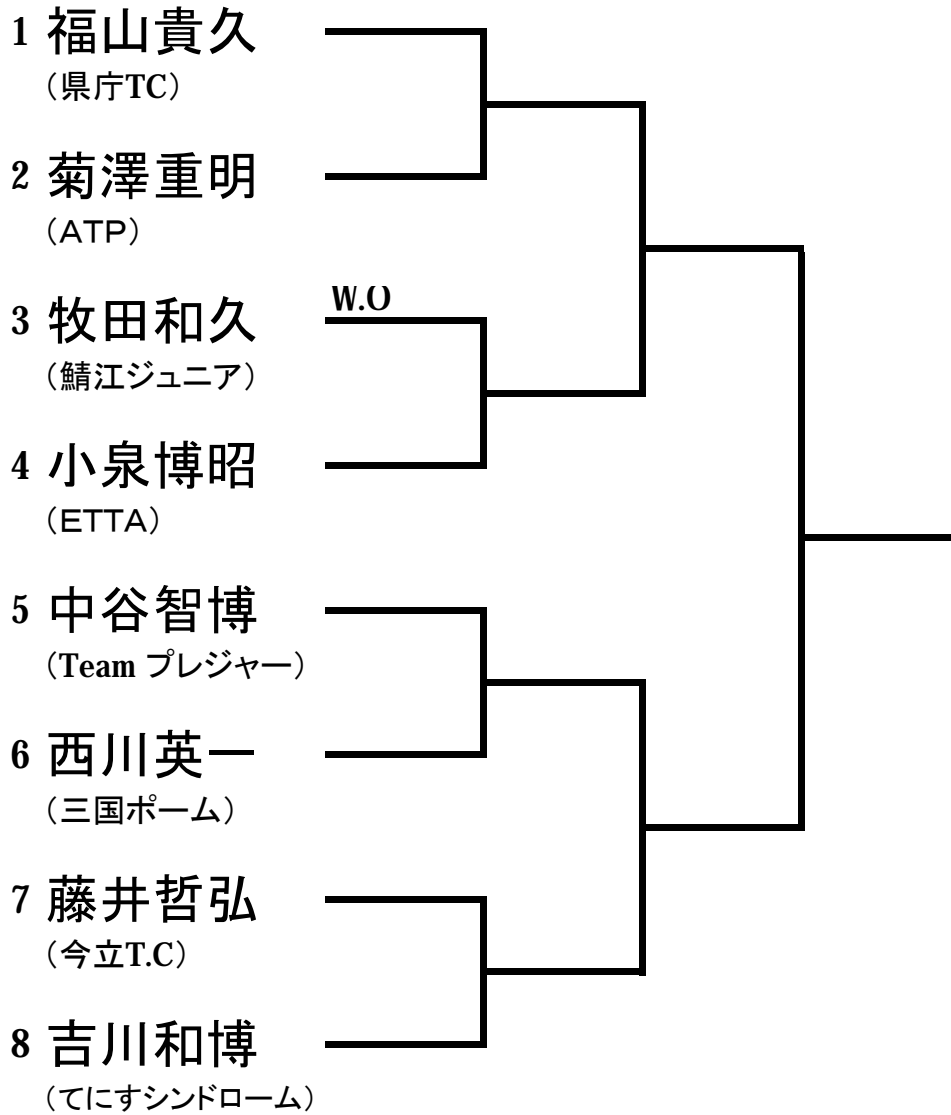 1 福山貴久
（県庁TC）
2 菊澤重明
（ATP）
3 牧田和久 W.O
（鯖江ジュニア）
4 小泉博昭
（ETTA）
5 中谷智博
（Team プレジャー）
6 西川英一
（三国ポーム）
7 藤井哲弘
（今立T.C）
8 吉川和博
（てにすシンドローム）